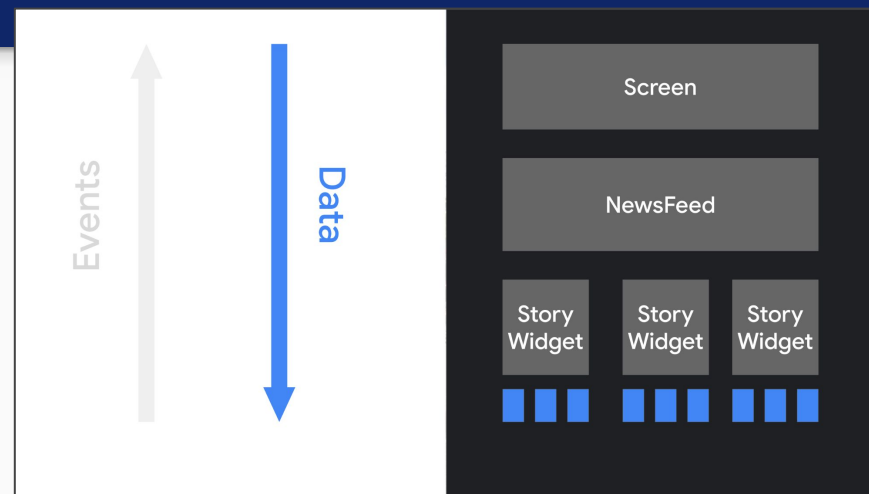 Events
Data
Screen
NewsFeed
Story
Widget
Story
Widget
Story
Widget